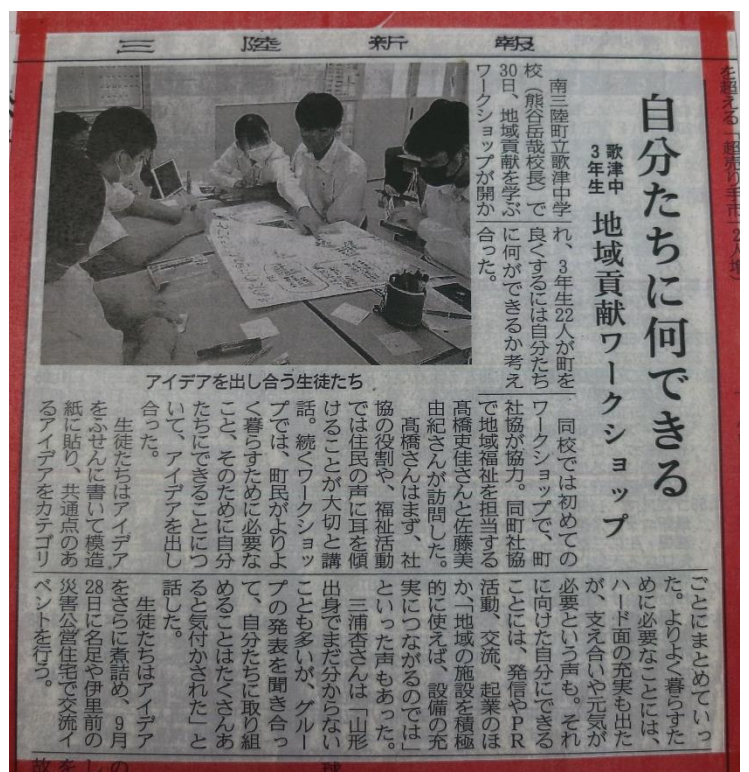 三陸新報
自分たちに何できる
歌津中
3年生
地域貢献ワークショップ
南三陸町立歌津中学
校(熊谷岳哉校長)で
30日、地域貢献を学ぶ
ワークショップが開か
れ、3年生22人が町を
良くするには自分たち
に何ができるか考え
合った。
アイデアを出し合う生徒たち
同校では初めての
ワークショップで、町
社協が協力。同町社協
で地域福祉を担当する
髙橋吏佳さんと佐藤美
由紀さんが訪問した。
髙橋さんはまず、社
協の役割や、福祉活動
では住民の声に耳を傾
けることが大切と講
話。続くワークショッ
プでは、町民がよりよ
く暮らすために必要な
こと、そのために自分
たちにできることにつ
いて、アイデアを出し
合った。
生徒たちはアイデア
をふせんに書いて模造
紙に貼り、共通点のあ
るアイデアをカテゴリ
ごとにまとめていっ
た。よりよく暮らすた
めに必要なことには、
ハード面の充実も出た
が、支え合いや元気が
必要という声も。それ
に向けた自分にできる
ことには、発信やPR
活動、交流、起業のほ
か、「地域の施設を積極
的に使えば、設備の充
実につながるのでは」
といった声もあった。
三浦杏さんは「山形
出身でまだ分からない
ことも多いが、グルー
プの発表を聞き合っ
て、自分たちに取り組
めることはたくさんあ
ると気付かされた」と
話した。
生徒たちはアイデア
をさらに煮詰め、9月
28日に名足や伊里前の
災害公営住宅で交流イ
ベントを行う。